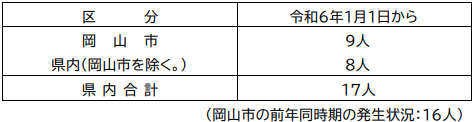 区　　　分　令和6年1月1日から
岡　山　市　9人
県内(岡山市を除く。)　8人
県 内 合 計　17人
(岡山市の前年同時期の発生状況:16人)